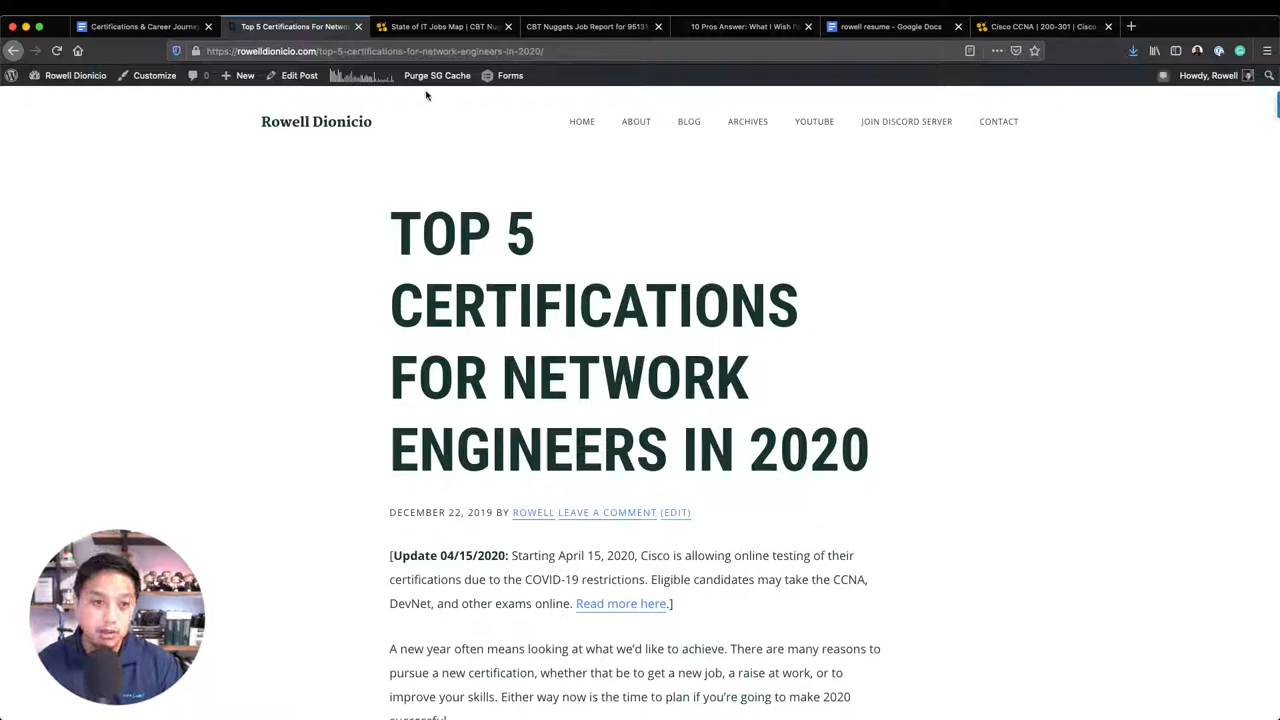 Certifications & Career Journey
Top 5 Certifications For Netwo
State of IT Jobs Map | CBT Nug
CBT Nuggets Job Report for 95131
10 Pros Answer: What I Wish I'
rowell resume - Google Docs
Cisco CCNA | 200-301 | Cisco
https://rowelldionicio.com/top-5-certifications-for-network-engineers-in-2020/
Rowell Dionicio
Customize
0
New
Edit Post
Purge SG Cache
Forms
Howdy, Rowell
Rowell Dionicio
HOME
ABOUT
BLOG
ARCHIVES
YOUTUBE
JOIN DISCORD SERVER
CONTACT
TOP 5
CERTIFICATIONS
FOR NETWORK
ENGINEERS IN 2020
DECEMBER 22, 2019 BY ROWELL LEAVE A COMMENT (EDIT)
[Update 04/15/2020: Starting April 15, 2020, Cisco is allowing online testing of their
certifications due to the COVID-19 restrictions. Eligible candidates may take the CCNA,
DevNet, and other exams online. Read more here.]
A new year often means looking at what we'd like to achieve. There are many reasons to
pursue a new certification, whether that be to get a new job, a raise at work, or to
improve your skills. Either way now is the time to plan if you're going to make 2020